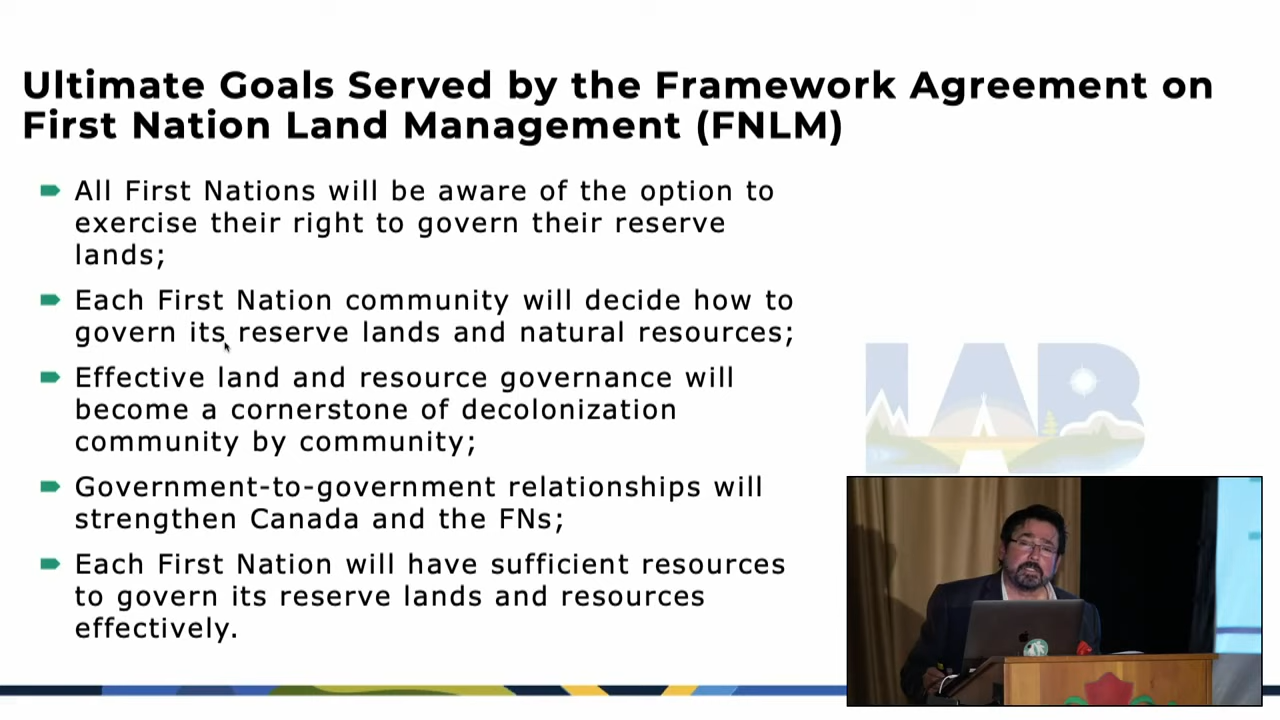 Ultimate Goals Served by the Framework Agreement on
First Nation Land Management (FNLM)
All First Nations will be aware of the option to
exercise their right to govern their reserve
lands;
Each First Nation community will decide how to
govern its reserve lands and natural resources;
Effective land and resource governance will
become a cornerstone of decolonization
community by community;
Government-to-government relationships will
strengthen Canada and the FNs;
Each First Nation will have sufficient resources
to govern its reserve lands and resources
effectively.
LAB